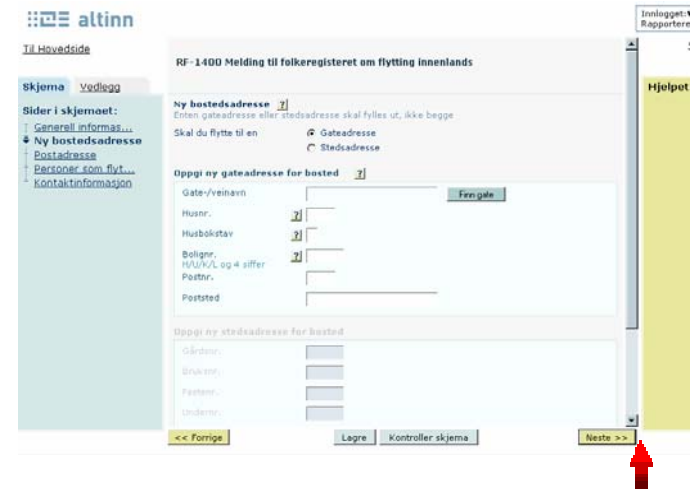 altinn
Innlogget:
Rapportere
Til Hovedside
RF-1400 Melding til folkeregisteret om flytting innenlands
Skjema Vedlegg
Hjelpet
Sider i skjemaet:
Generell informas...
Ny bostedsadresse
Postadresse
Personer som flyt...
Kontaktinformasjon
Ny bostedsadresse ?
Enten gateadresse eller stedsadresse skal fylles ut, ikke begge
Skal du flytte til en Gateadresse
Stedsadresse
Oppgi ny gateadresse for bosted ?
Gate-/veinavn Finn gate
Husnr. ?
Husbokstav ?
Bolignr. ?
H/U/K/L og 4 siffer
Postnr.
Poststed
Oppgi ny stedsadresse for bosted
Gårdsnr.
Bruksnr.
Festenr.
Undernr.
<< Forrige Lagre Kontroller skjema Neste >>